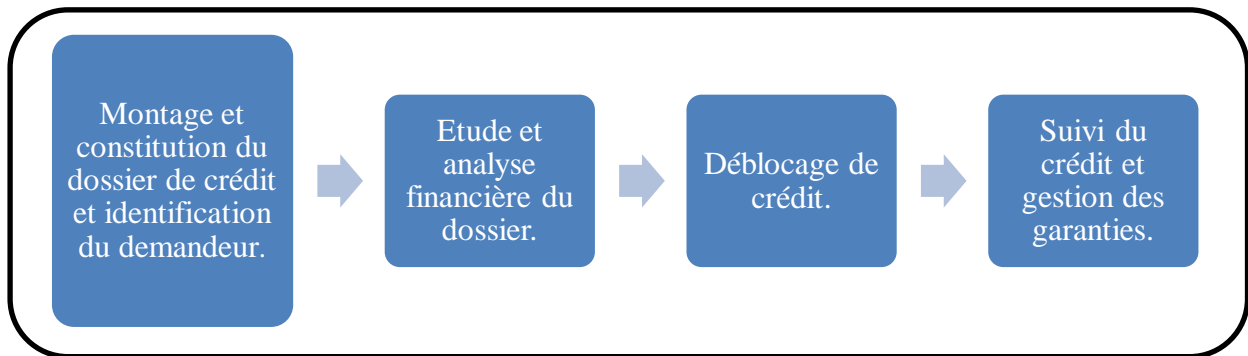 Montage et
constitution du
dossier de crédit
et identification
du demandeur.
Etude et
analyse
financière du
dossier.
Déblocage de
crédit.
Suivi du
crédit et
gestion des
garanties.